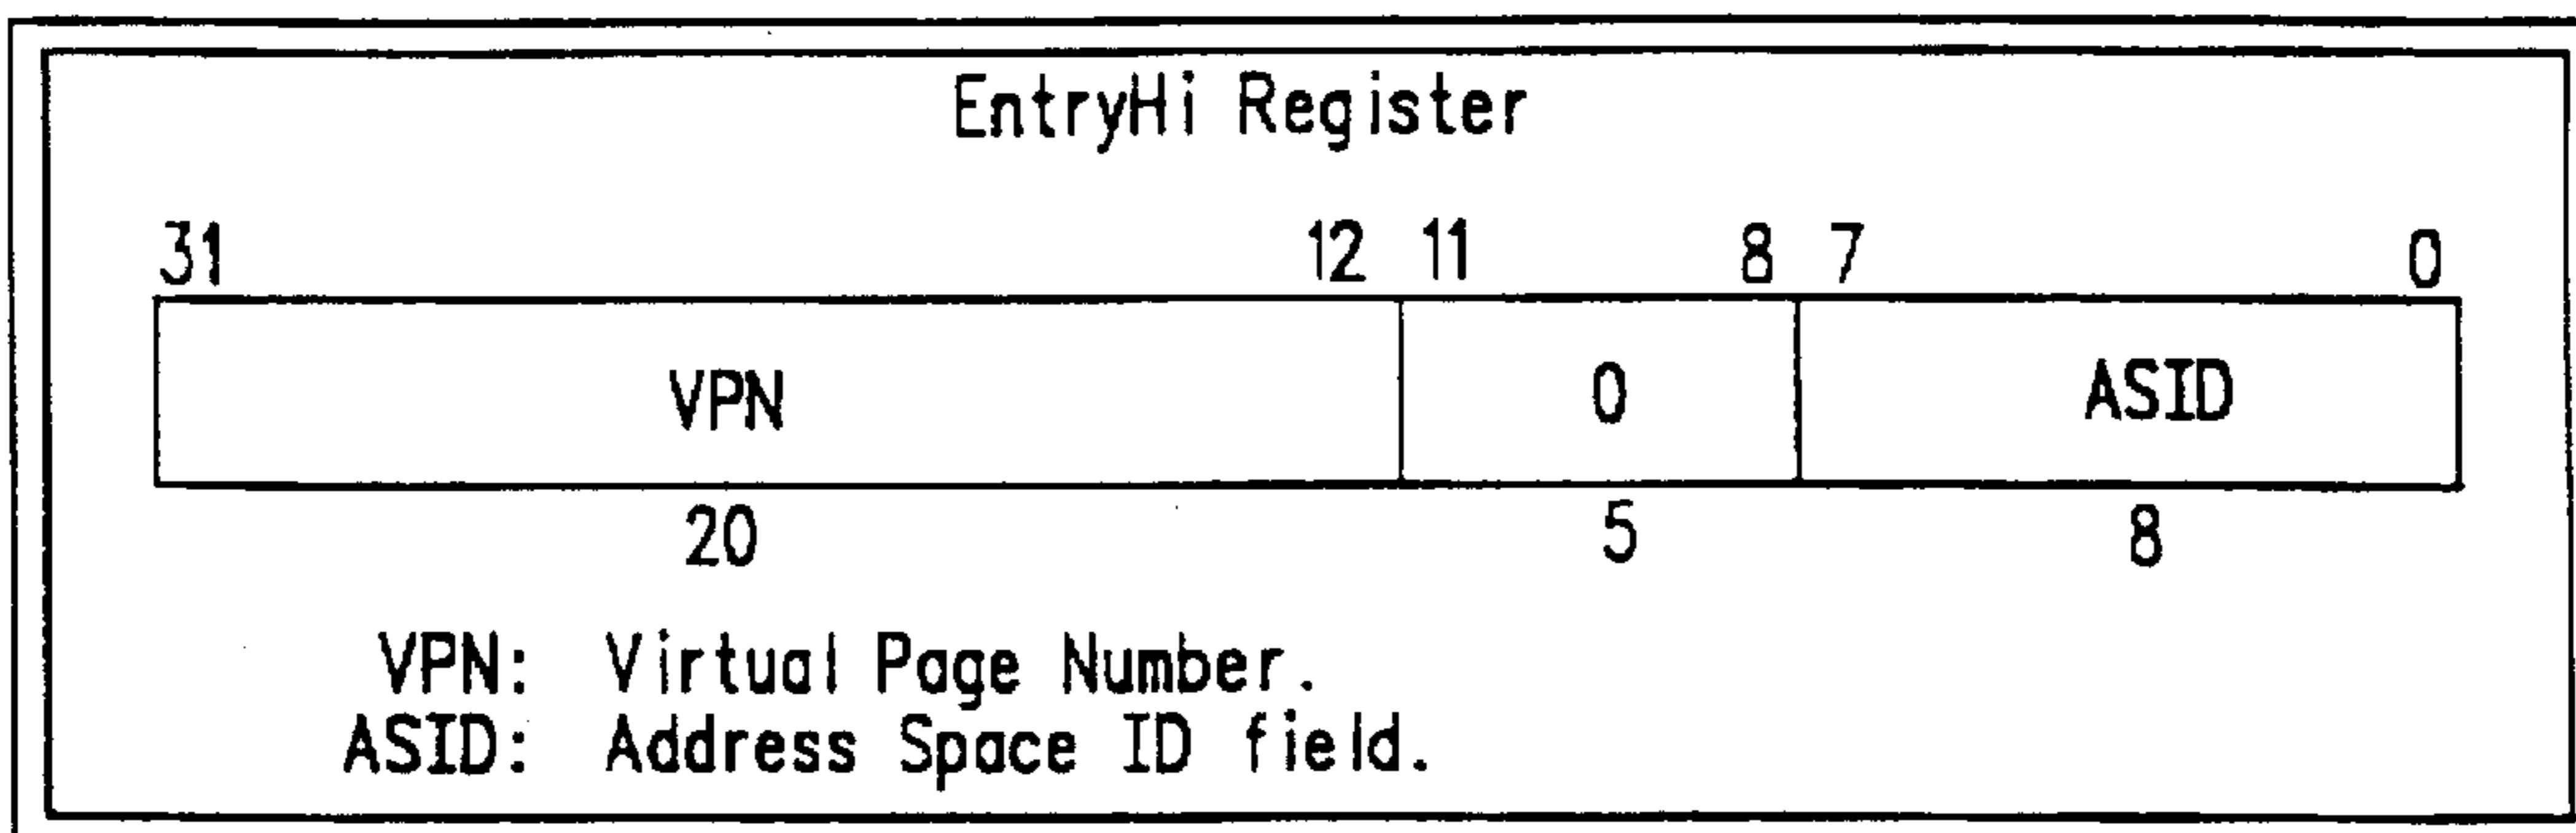 EntryHi Register
31 12 11 8 7 0
VPN 0 ASID
20 5 8
VPN: Virtual Page Number.
ASID: Address Space ID field.